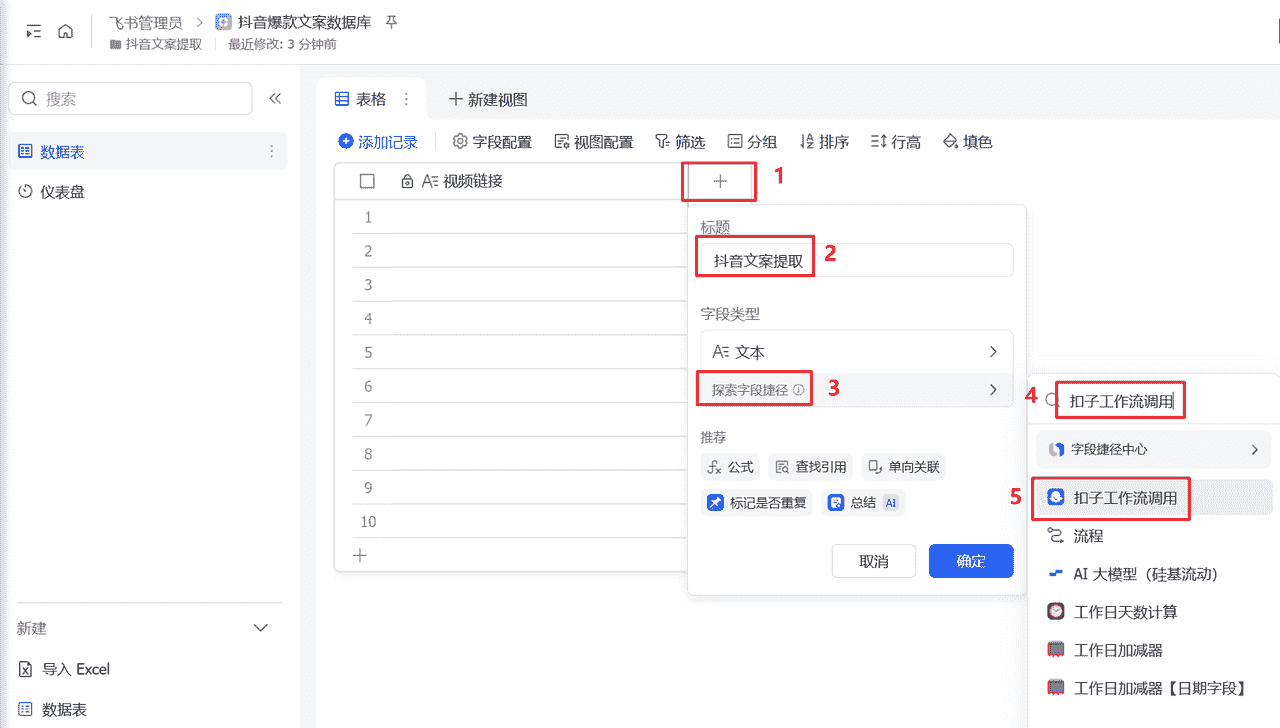 飞书管理员 > 抖音爆款文案数据库
抖音文案提取 最近修改: 3 分钟前
搜索
数据表
仪表盘
新建
导入 Excel
数据表
表格 新建视图
添加记录 字段配置 视图配置 筛选 分组 排序 行高 填色
视频链接 1
1
2
3
4
5
6
7
8
9
10
标题
抖音文案提取 2
字段类型
文本
探索字段捷径 3
推荐
公式 查找引用 单向关联
标记是否重复 总结 AI
取消 确定
4 扣子工作流调用
字段捷径中心
5 扣子工作流调用
流程
AI 大模型（硅基流动）
工作日天数计算
工作日加减器
工作日加减器【日期字段】